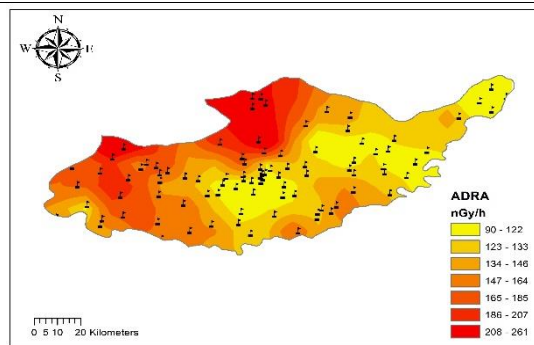 N
W E
S
ADRA
nGy/h
90 - 122
123 - 133
134 - 146
147 - 164
165 - 185
186 - 207
208 - 261
0 5 10 20 Kilometers